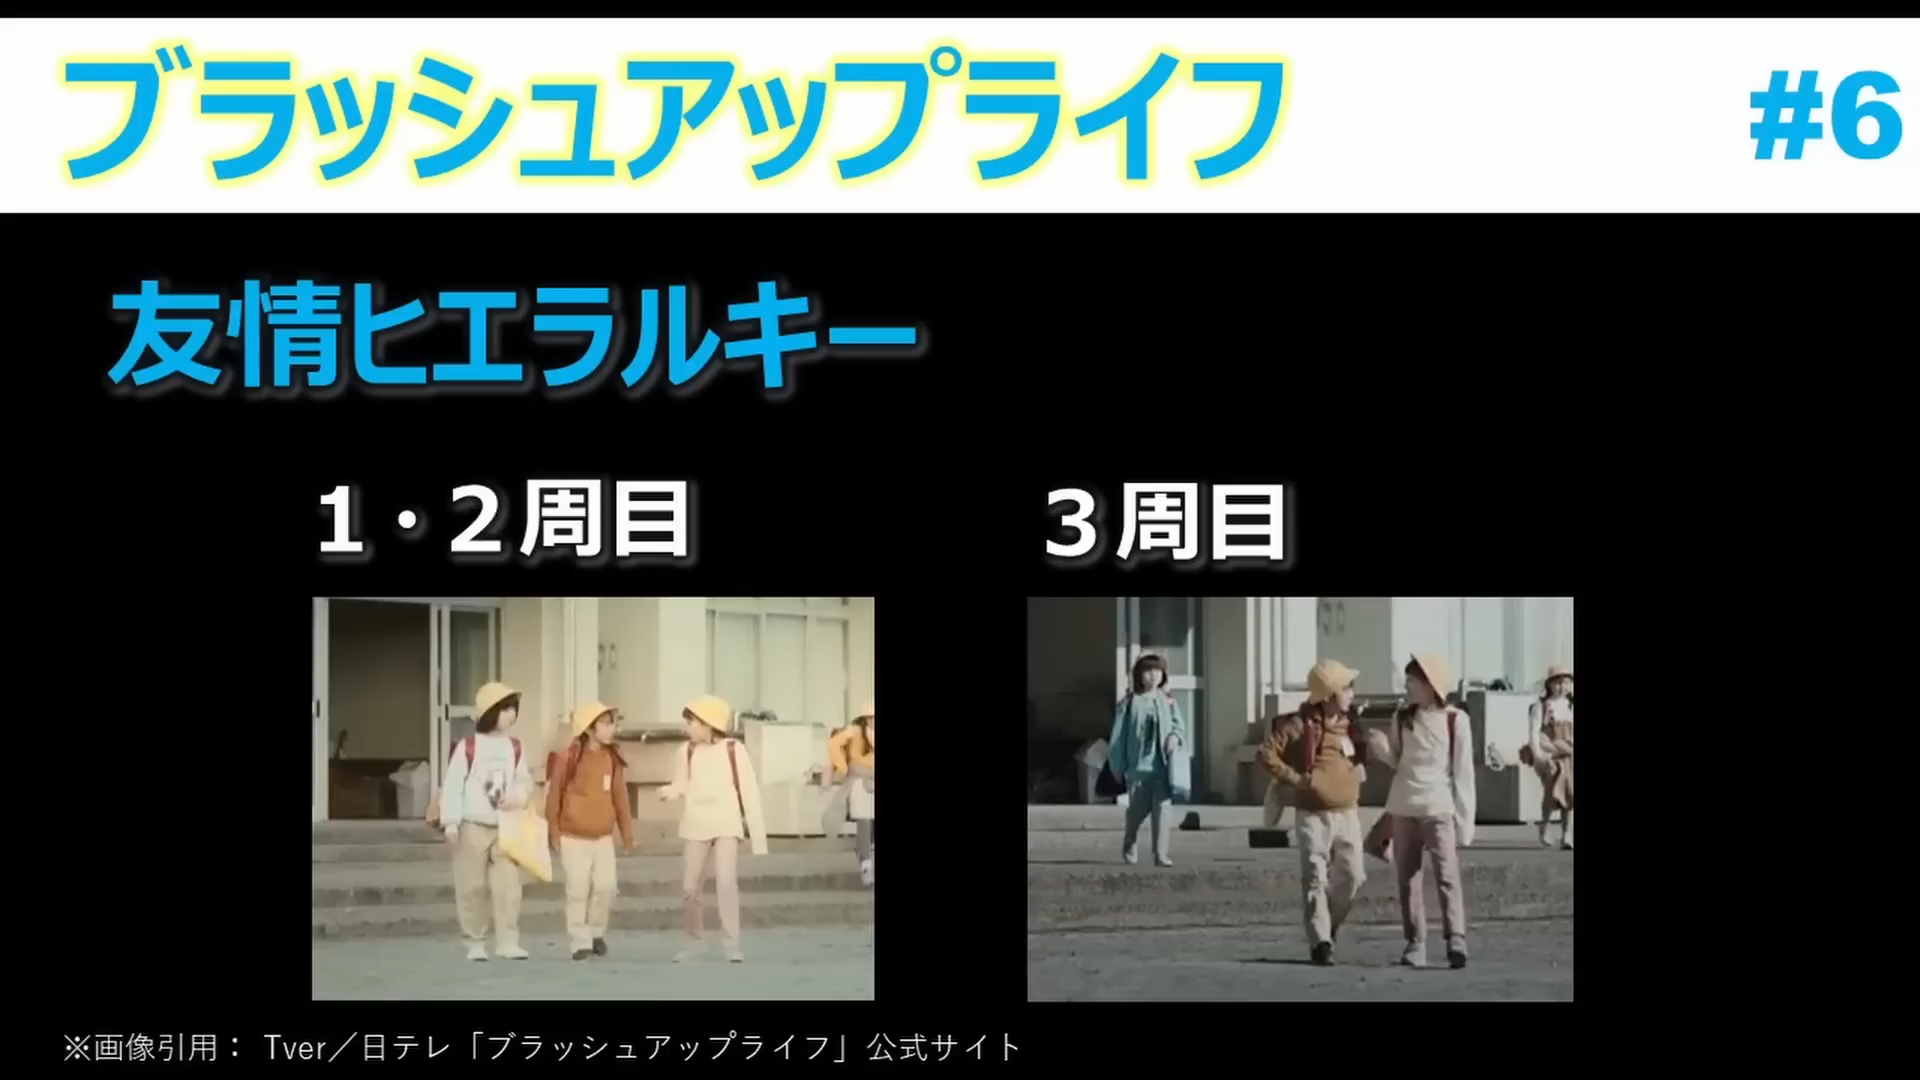 ブラッシュアップライフ
#6
友情ヒエラルキー
1・2周目
3周目
※画像引用： Tver／日テレ「ブラッシュアップライフ」公式サイト